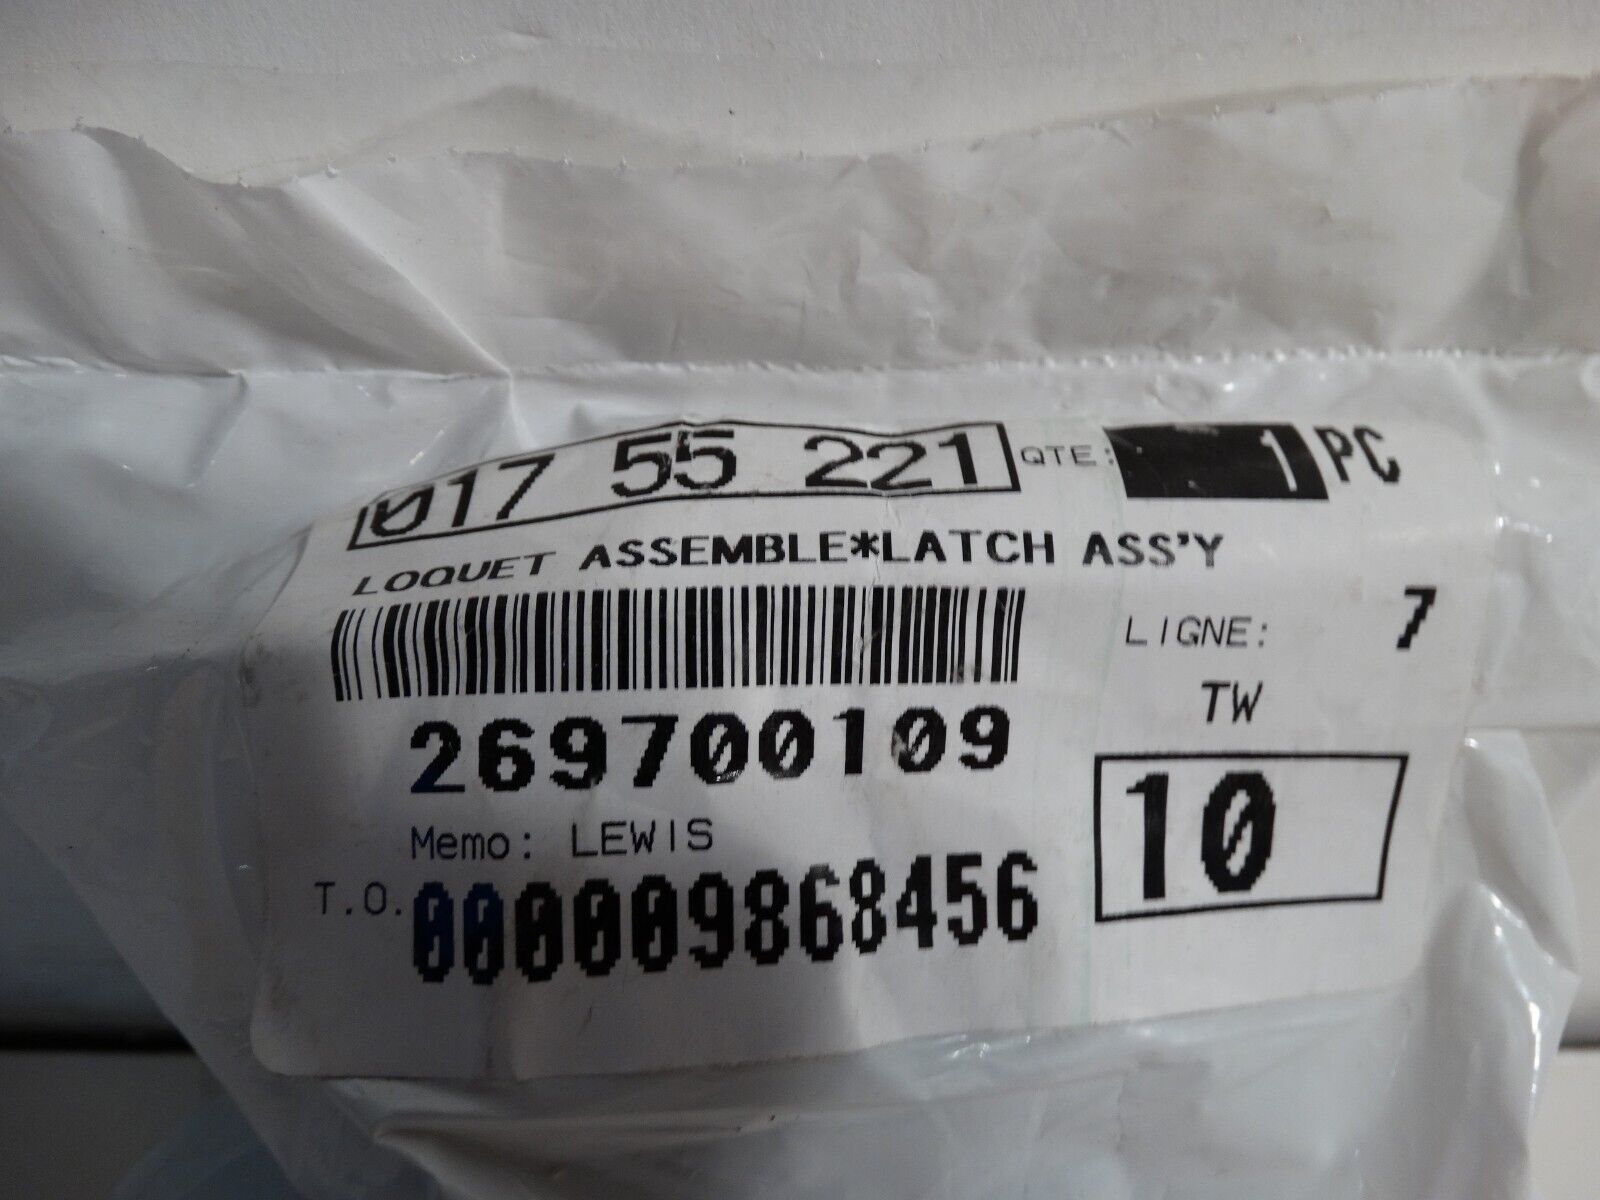 017 55 221 QTE: 1 PC
LOQUET ASSEMBLE*LATCH ASS'Y
LIGNE: 7
TW
269700109
10
Memo: LEWIS
T.O. 000009868456